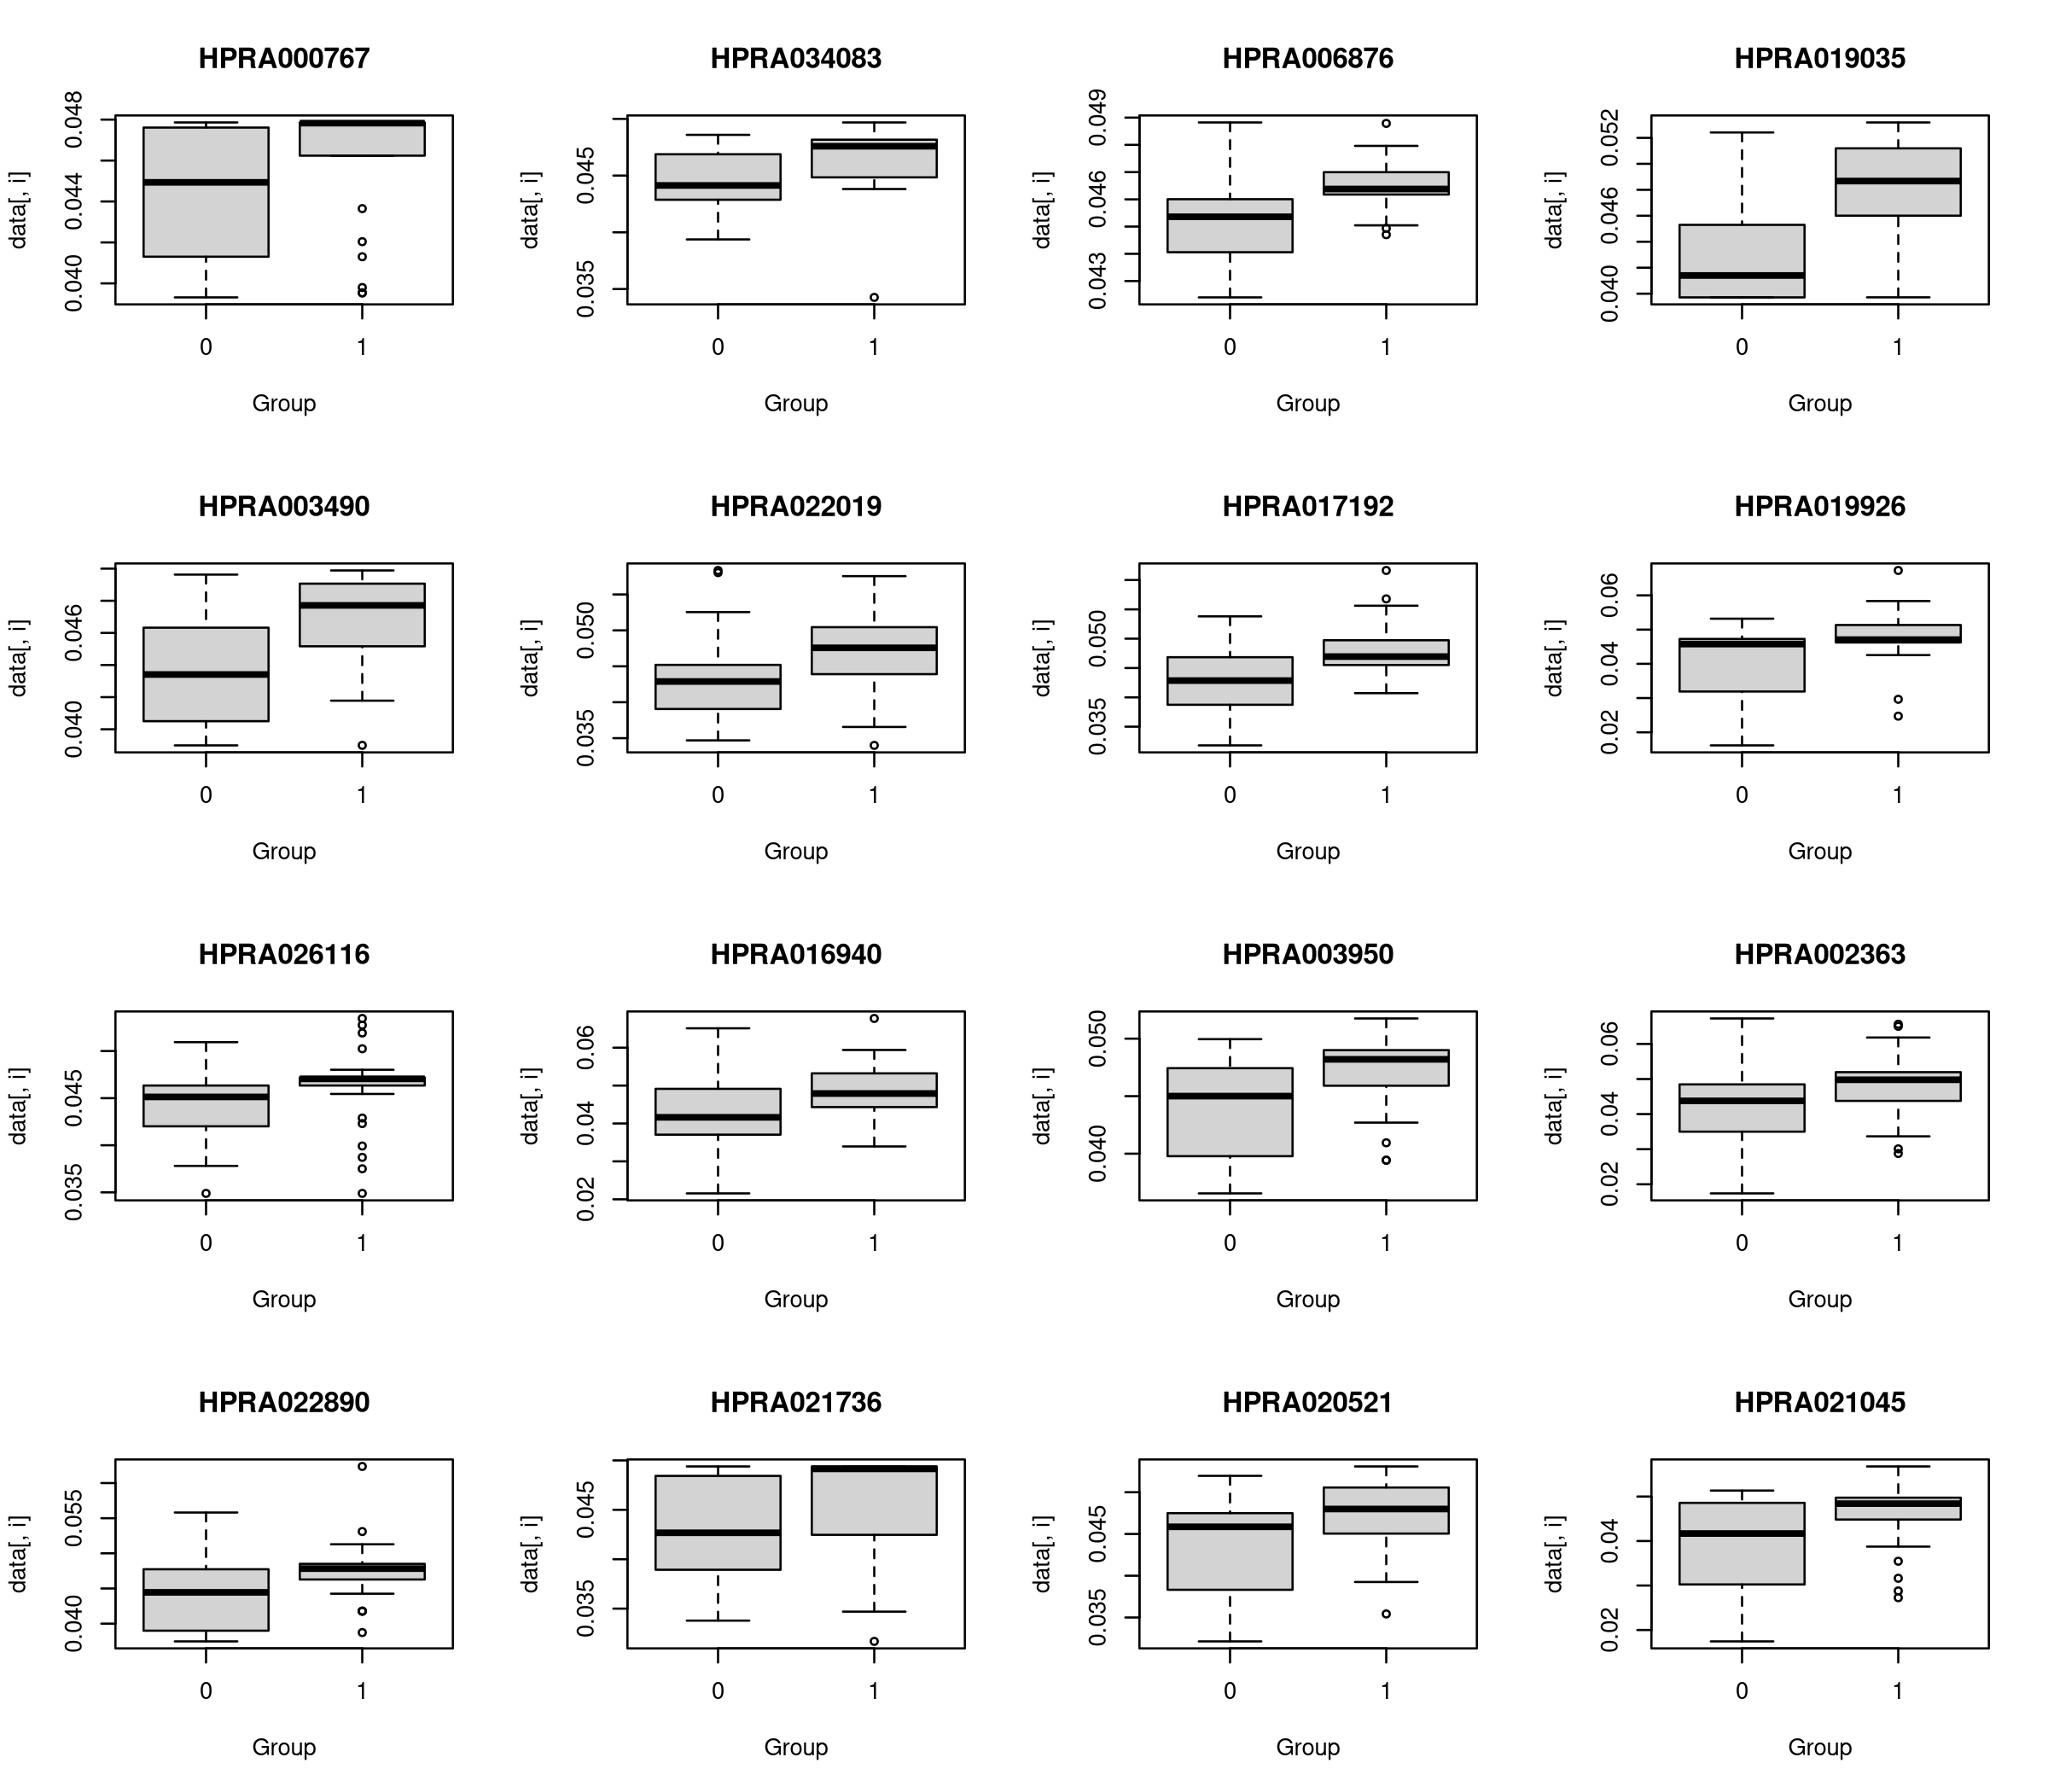 HPRA000767 HPRA034083 HPRA006876 HPRA019035
data[, i] 0.040 0.044 0.048 data[, i] 0.035 0.045 data[, i] 0.043 0.046 0.049 data[, i] 0.040 0.046 0.052
0 1 0 1 0 1 0 1
Group Group Group Group
HPRA003490 HPRA022019 HPRA017192 HPRA019926
data[, i] 0.040 0.046 data[, i] 0.035 0.050 data[, i] 0.035 0.050 data[, i] 0.02 0.04 0.06
0 1 0 1 0 1 0 1
Group Group Group Group
HPRA026116 HPRA016940 HPRA003950 HPRA002363
data[, i] 0.035 0.045 data[, i] 0.02 0.04 0.06 data[, i] 0.040 0.050 data[, i] 0.02 0.04 0.06
0 1 0 1 0 1 0 1
Group Group Group Group
HPRA022890 HPRA021736 HPRA020521 HPRA021045
data[, i] 0.040 0.055 data[, i] 0.035 0.045 data[, i] 0.035 0.045 data[, i] 0.02 0.04
0 1 0 1 0 1 0 1
Group Group Group Group